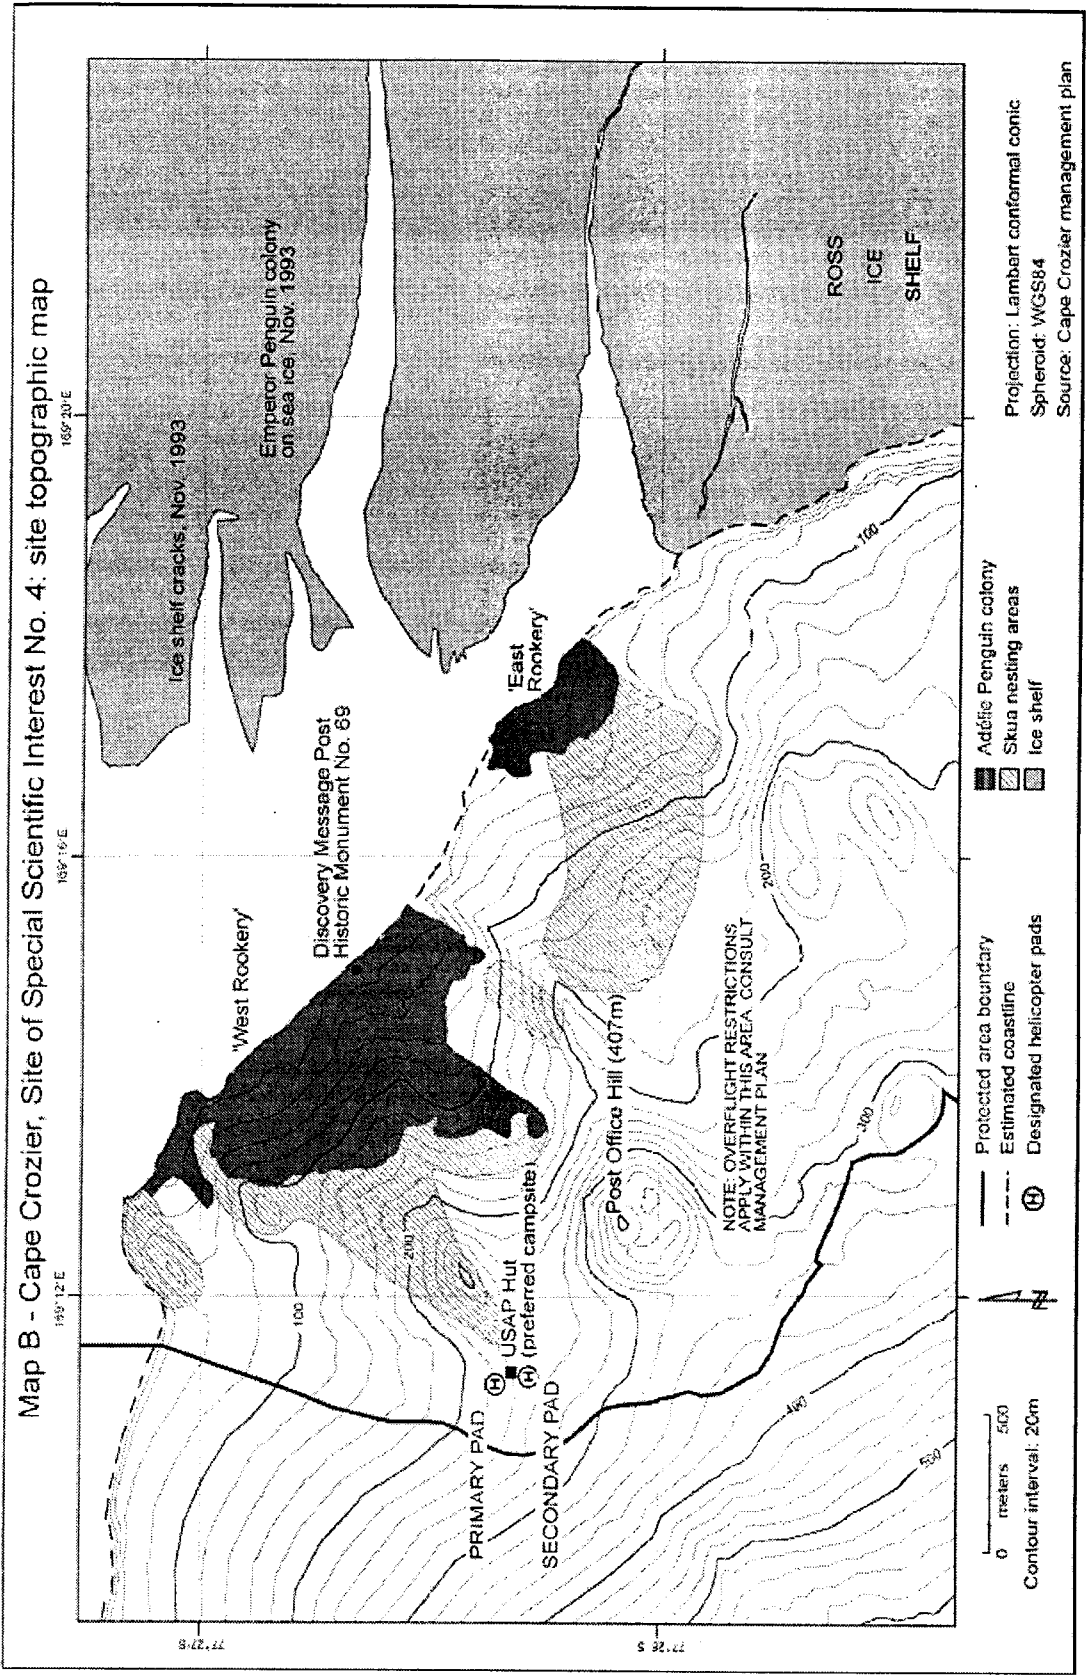 Map B - Cape Crozier, Site of Special Scientific Interest No. 4: site topographic map
169°12'E
169°16'E
169°20'E
77°27'S
77°28'S
Ice shelf cracks, Nov. 1993
Emperor Penguin colony
on sea ice, Nov. 1993
'West Rookery'
Discovery Message Post
Historic Monument No. 69
'East
Rookery'
100
200
PRIMARY PAD
H
USAP Hut
H
(preferred campsite)
SECONDARY PAD
Post Office Hill (407m)
NOTE: OVERFLIGHT RESTRICTIONS
APPLY WITHIN THIS AREA. CONSULT
MANAGEMENT PLAN
200
100
300
400
500
ROSS
ICE
SHELF
0 meters 500
Contour interval: 20m
N
Protected area boundary
Estimated coastline
H Designated helicopter pads
Adélie Penguin colony
Skua nesting areas
Ice shelf
Projection: Lambert conformal conic
Spheroid: WGS84
Source: Cape Crozier management plan